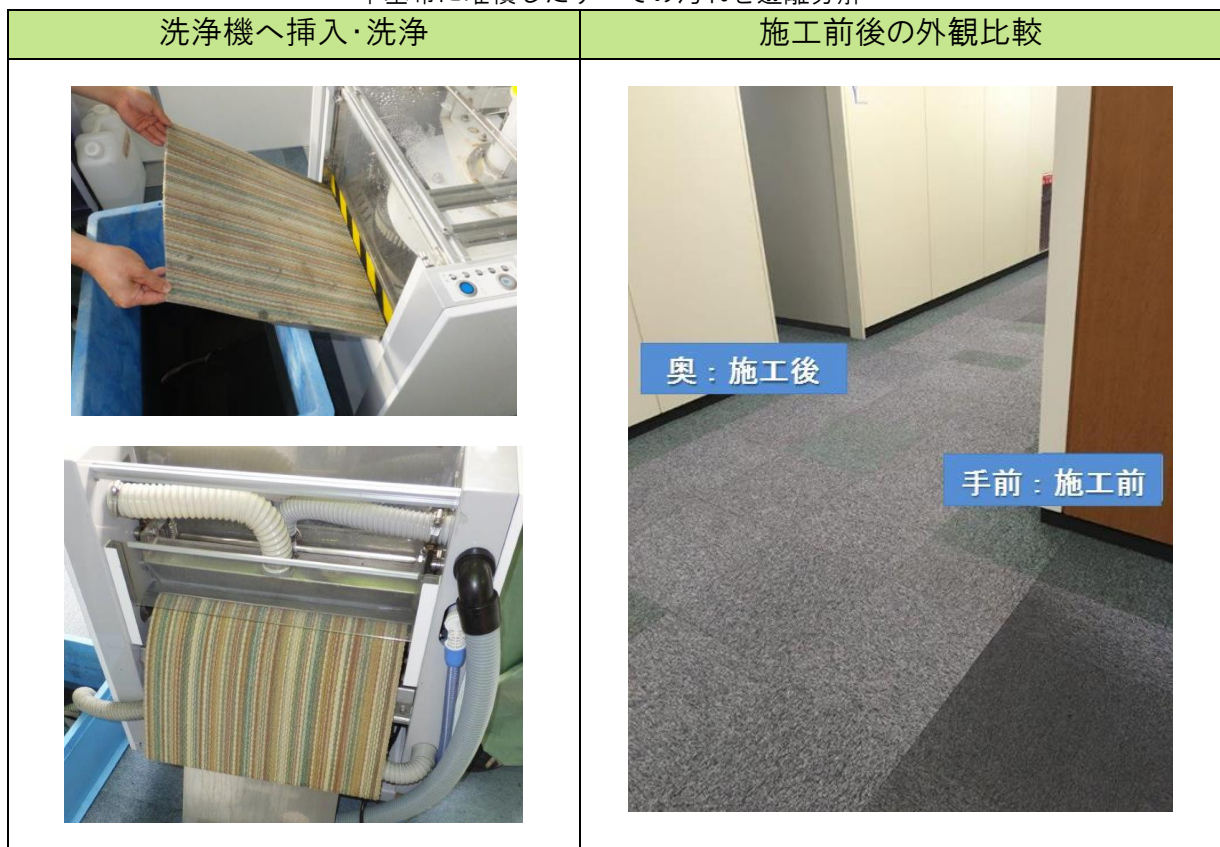 洗浄機へ挿入・洗浄
施工前後の外観比較
奥：施工後
手前：施工前